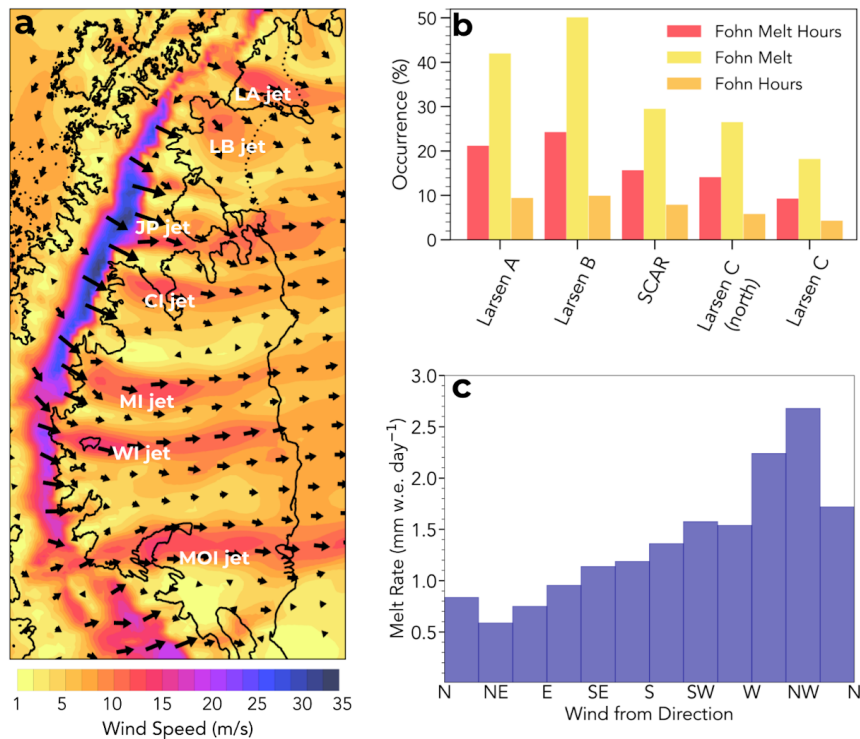 a
LA jet
LB jet
JP jet
CI jet
MI jet
WI jet
MOI jet
1 5 10 15 20 25 30 35
Wind Speed (m/s)
b
Fohn Melt Hours
Fohn Melt
Fohn Hours
50
40
30
20
10
0
Occurrence (%)
Larsen A
Larsen B
SCAR
Larsen C
(north)
Larsen C
c
3.0
2.5
2.0
1.5
1.0
0.5
Melt Rate (mm w.e. day⁻¹)
N NE E SE S SW W NW N
Wind from Direction